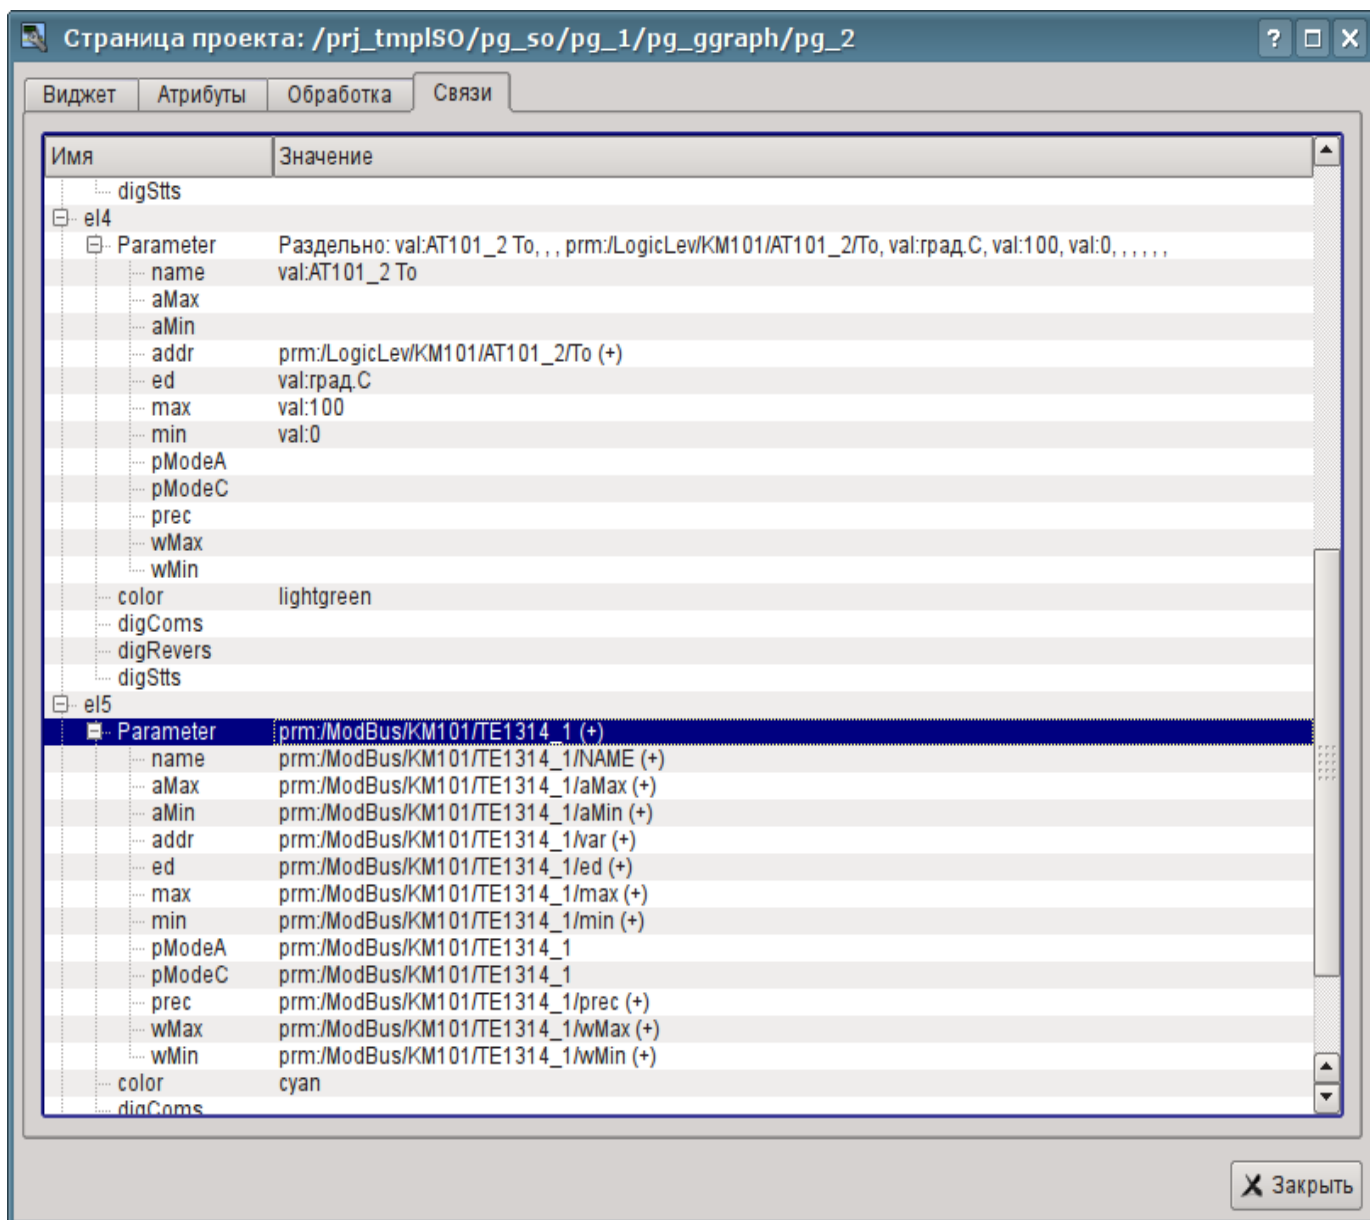 Страница проекта: /prj_tmplSO/pg_so/pg_1/pg_ggraph/pg_2
Виджет Атрибуты Обработка Связи
Имя Значение
digStts
el4
Parameter Раздельно: val:AT101_2 To, , , prm:/LogicLev/KM101/AT101_2/To, val:град.С, val:100, val:0, , , , , ,
name val:AT101_2 To
aMax
aMin
addr prm:/LogicLev/KM101/AT101_2/To (+)
ed val:град.С
max val:100
min val:0
pModeA
pModeC
prec
wMax
wMin
color lightgreen
digComs
digRevers
digStts
el5
Parameter prm:/ModBus/KM101/TE1314_1 (+)
name prm:/ModBus/KM101/TE1314_1/NAME (+)
aMax prm:/ModBus/KM101/TE1314_1/aMax (+)
aMin prm:/ModBus/KM101/TE1314_1/aMin (+)
addr prm:/ModBus/KM101/TE1314_1/var (+)
ed prm:/ModBus/KM101/TE1314_1/ed (+)
max prm:/ModBus/KM101/TE1314_1/max (+)
min prm:/ModBus/KM101/TE1314_1/min (+)
pModeA prm:/ModBus/KM101/TE1314_1
pModeC prm:/ModBus/KM101/TE1314_1
prec prm:/ModBus/KM101/TE1314_1/prec (+)
wMax prm:/ModBus/KM101/TE1314_1/wMax (+)
wMin prm:/ModBus/KM101/TE1314_1/wMin (+)
color cyan
digComs
Закрыть